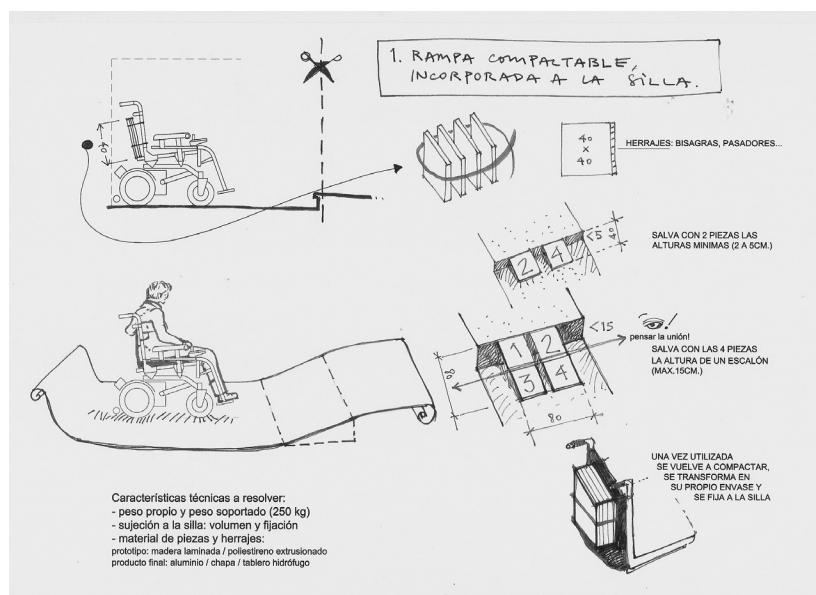 1. RAMPA COMPACTABLE,
INCORPORADA A LA SILLA.
40
40
x
40
HERRAJES: BISAGRAS, PASADORES...
2 4
<5
40
SALVA CON 2 PIEZAS LAS
ALTURAS MINIMAS (2 A 5CM.)
1 2
3 4
<15
80
80
!
pensar la unión!
SALVA CON LAS 4 PIEZAS
LA ALTURA DE UN ESCALÓN
(MAX.15CM.)
UNA VEZ UTILIZADA
SE VUELVE A COMPACTAR,
SE TRANSFORMA EN
SU PROPIO ENVASE Y
SE FIJA A LA SILLA
Características técnicas a resolver:
- peso propio y peso soportado (250 kg)
- sujeción a la silla: volumen y fijación
- material de piezas y herrajes:
prototipo: madera laminada / poliestireno extrusionado
producto final: aluminio / chapa / tablero hidrófugo